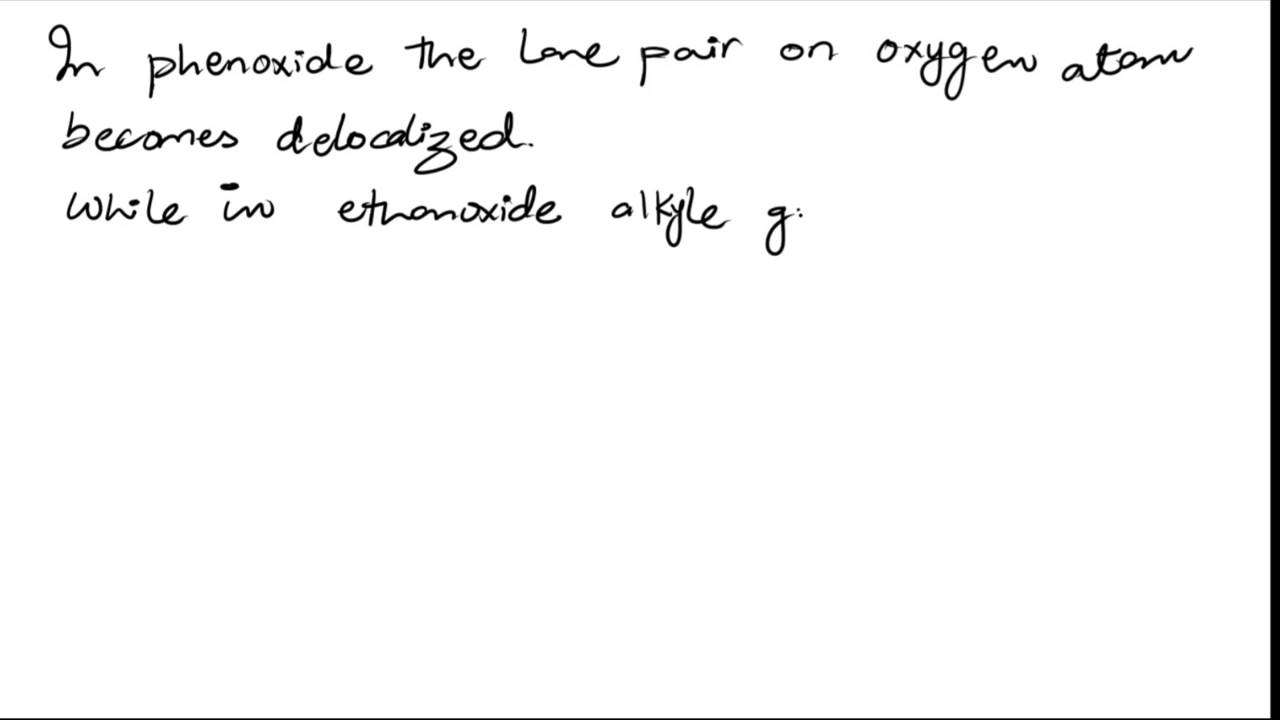 In phenoxide the lone pair on oxygen atom
becomes delocalized.
While in ethanoxide alkyle g